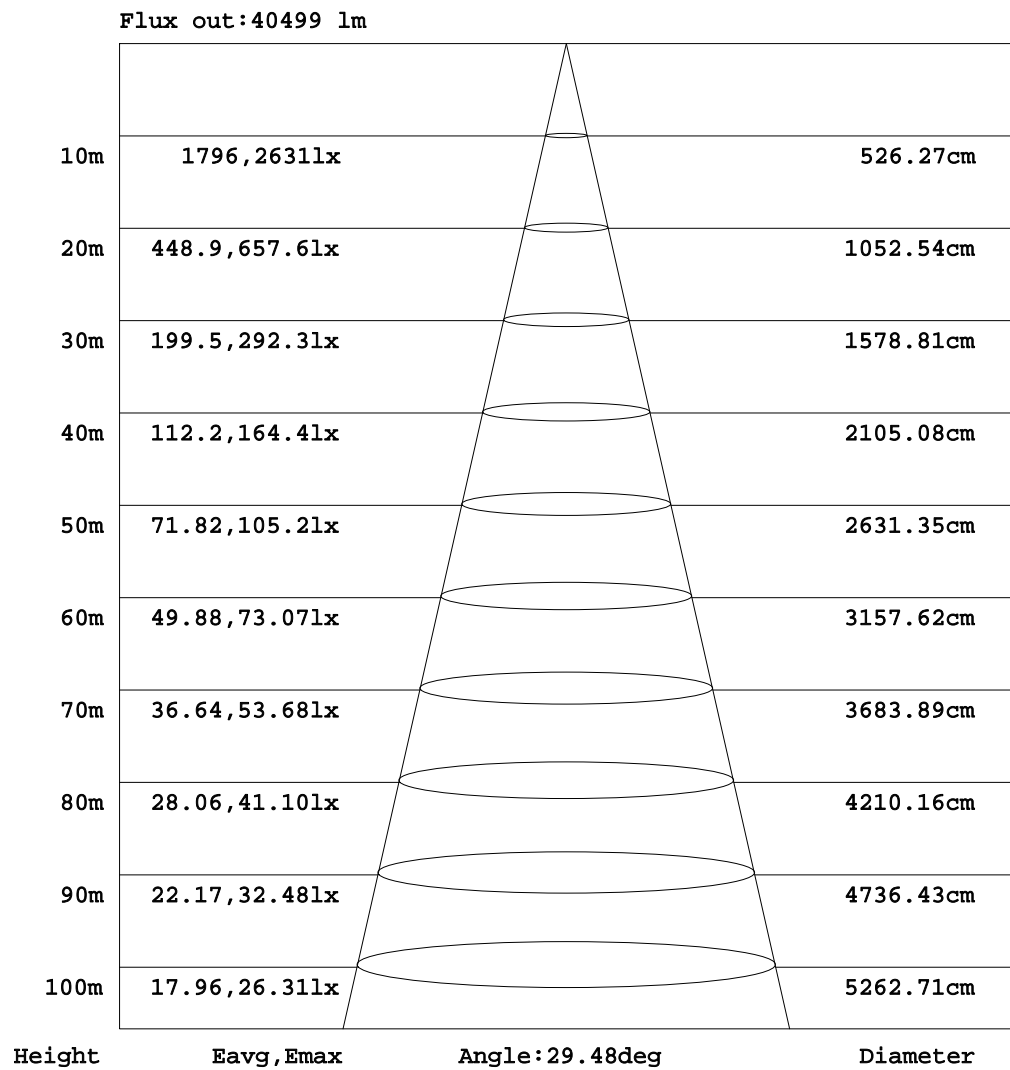 Flux out:40499 lm
10m 1796,2631lx 526.27cm
20m 448.9,657.6lx 1052.54cm
30m 199.5,292.3lx 1578.81cm
40m 112.2,164.4lx 2105.08cm
50m 71.82,105.2lx 2631.35cm
60m 49.88,73.07lx 3157.62cm
70m 36.64,53.68lx 3683.89cm
80m 28.06,41.10lx 4210.16cm
90m 22.17,32.48lx 4736.43cm
100m 17.96,26.31lx 5262.71cm
Height Eavg,Emax Angle:29.48deg Diameter